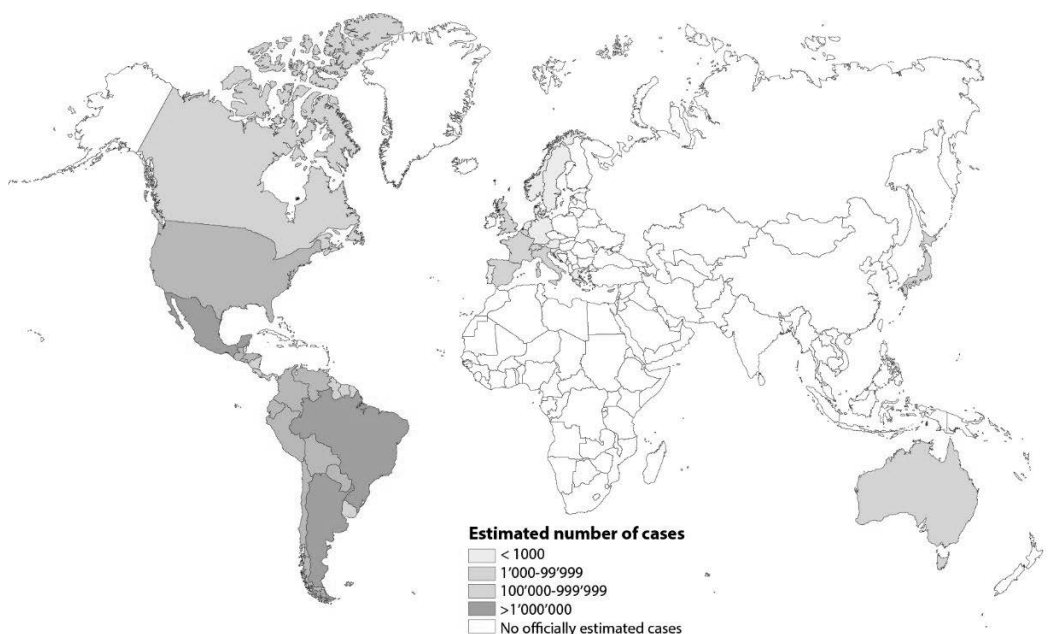 Estimated number of cases
< 1000
1'000-99'999
100'000-999'999
>1'000'000
No officially estimated cases